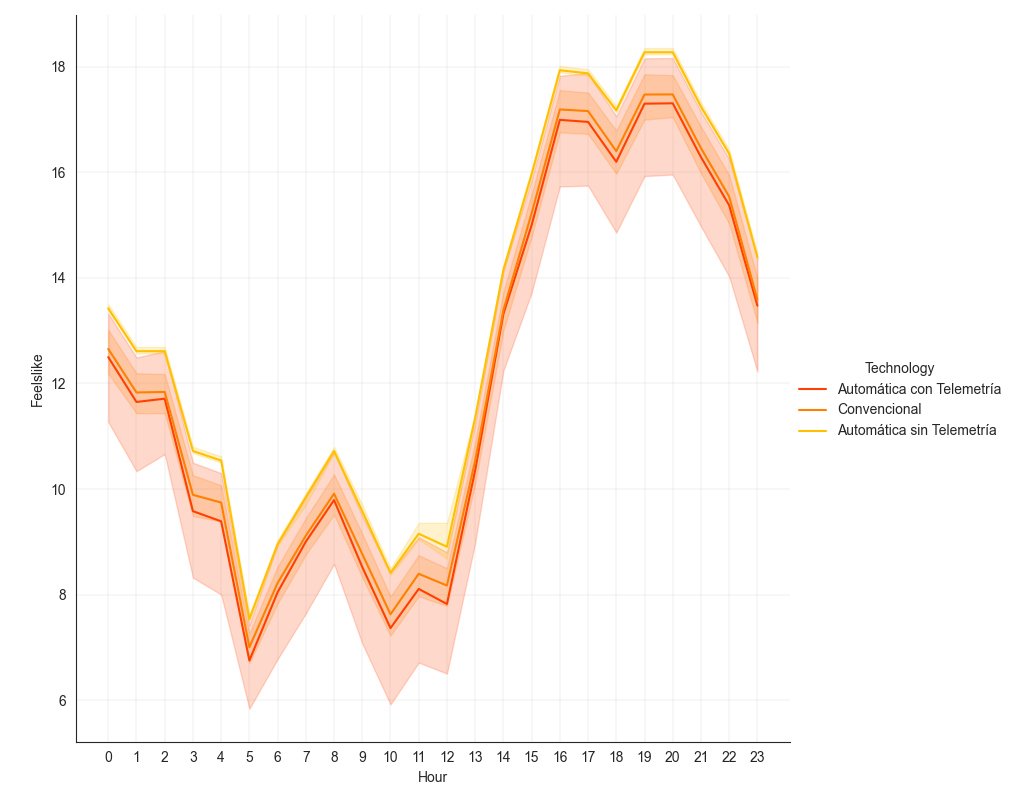 18
16
14
12
10
8
6
Feelslike
0 1 2 3 4 5 6 7 8 9 10 11 12 13 14 15 16 17 18 19 20 21 22 23
Hour
Technology
Automática con Telemetría
Convencional
Automática sin Telemetría